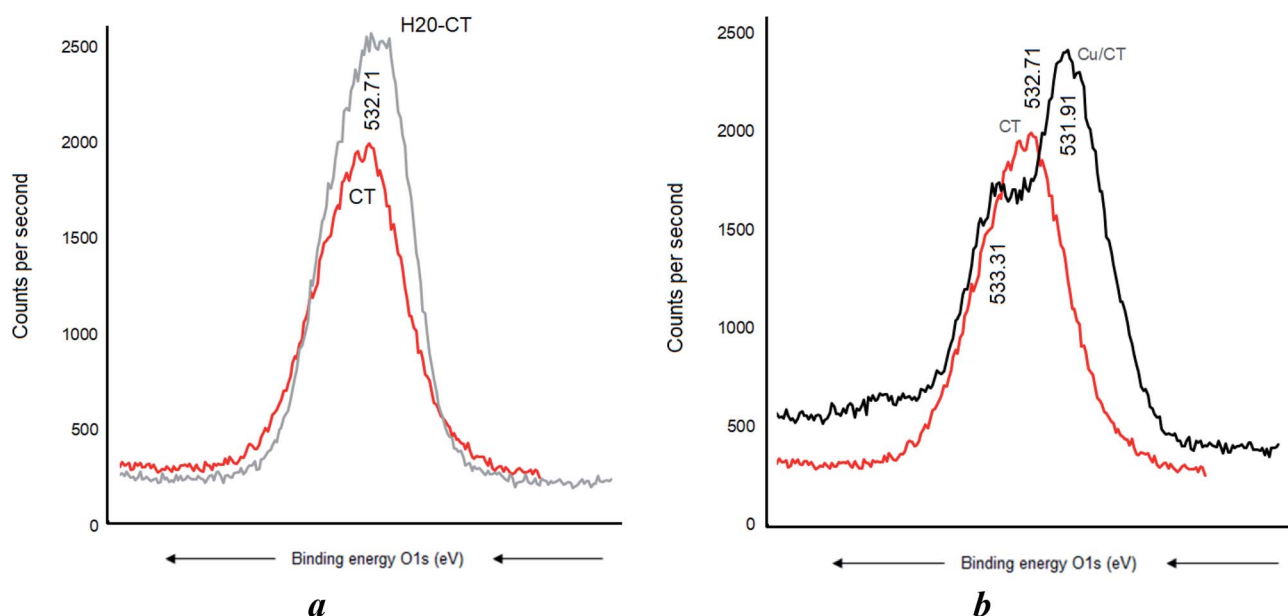 H20-CT
2500
532.71
2000
CT
1500
1000
500
0
Counts per second
Binding energy O1s (eV)
a
2500
Cu/CT
532.71
CT
531.91
2000
1500
533.31
1000
500
0
Counts per second
Binding energy O1s (eV)
b